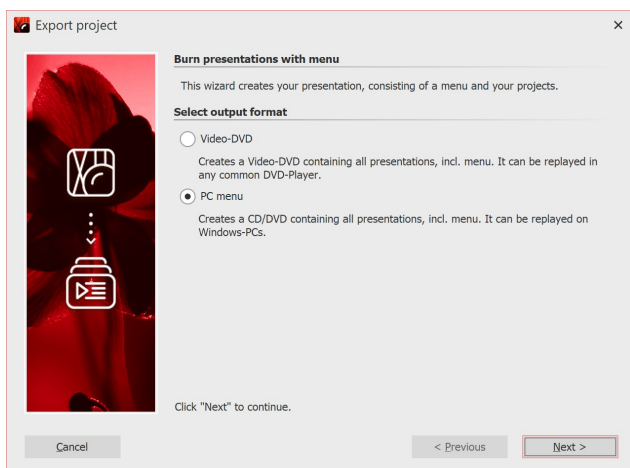 Export project
Burn presentations with menu
This wizard creates your presentation, consisting of a menu and your projects.
Select output format
Video-DVD
Creates a Video-DVD containing all presentations, incl. menu. It can be replayed in
any common DVD-Player.
PC menu
Creates a CD/DVD containing all presentations, incl. menu. It can be replayed on
Windows-PCs.
Click "Next" to continue.
Cancel
< Previous
Next >